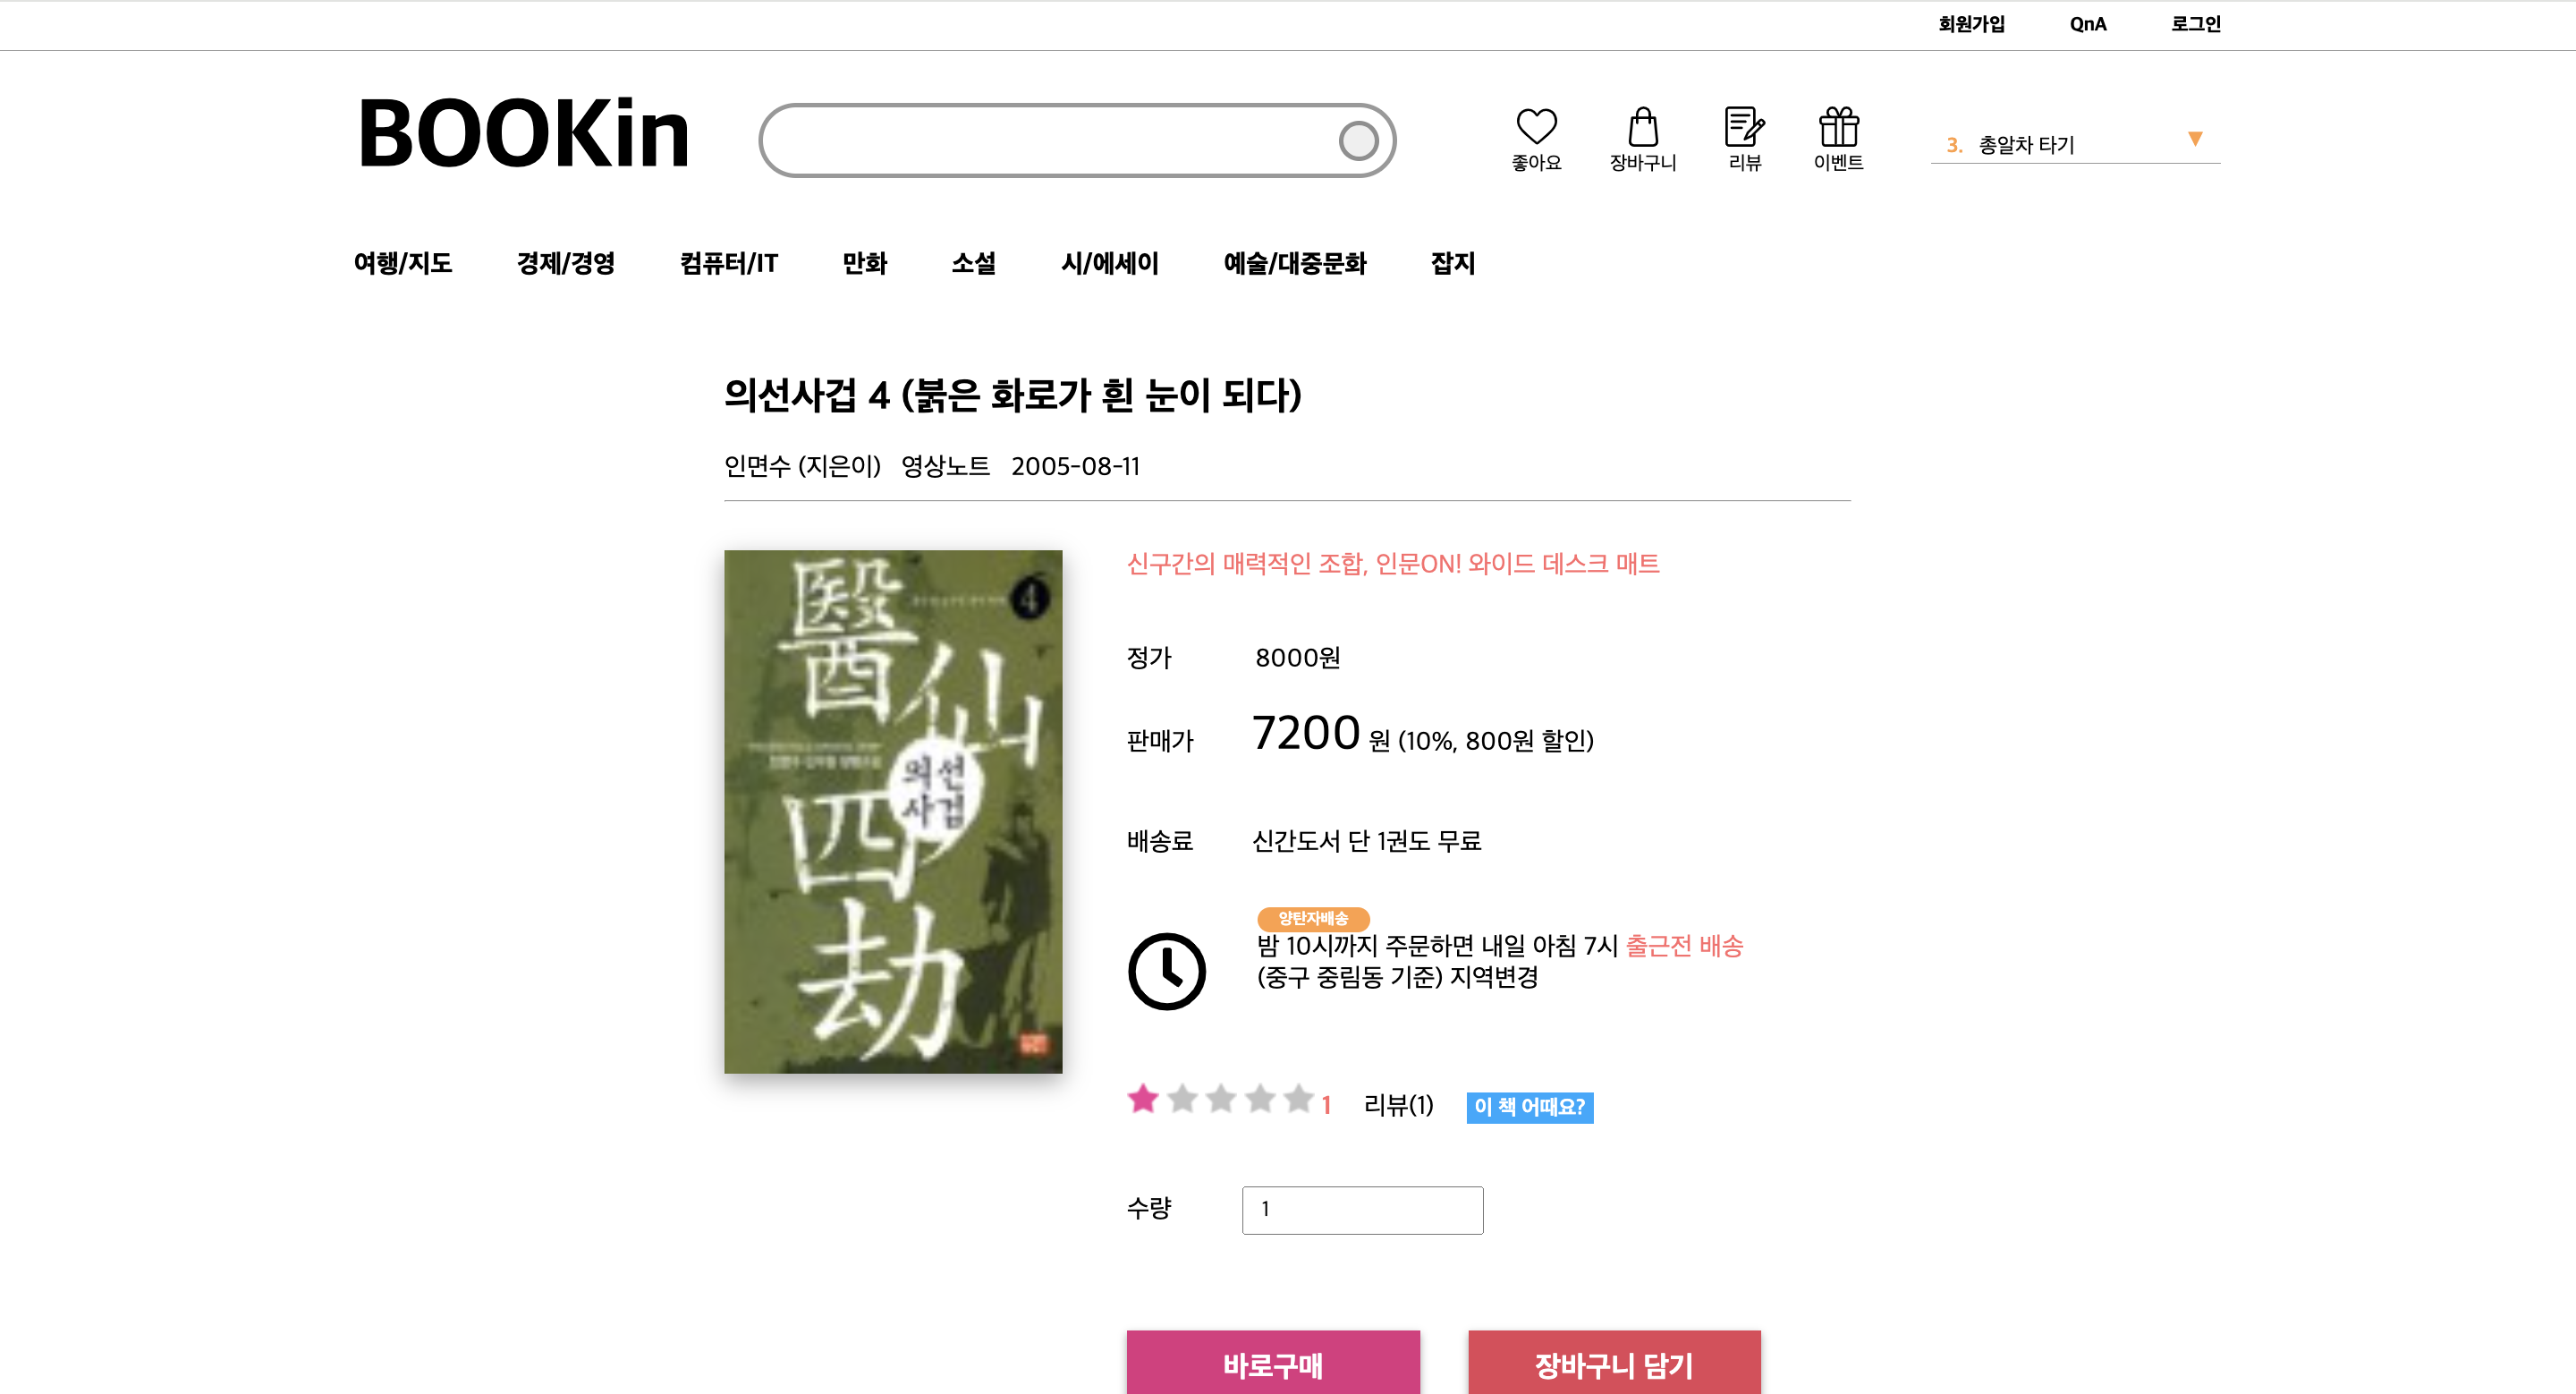 회원가입 QnA 로그인
BOOKin
좋아요 장바구니 리뷰 이벤트
3. 총알차 타기 ▼
여행/지도 경제/경영 컴퓨터/IT 만화 소설 시/에세이 예술/대중문화 잡지
의선사겁 4 (붉은 화로가 흰 눈이 되다)
인면수 (지은이) 영상노트 2005-08-11
4
醫仙四劫
의선
사겁
신구간의 매력적인 조합, 인문ON! 와이드 데스크 매트
정가 8000원
판매가 7200 원 (10%, 800원 할인)
배송료 신간도서 단 1권도 무료
양탄자배송
밤 10시까지 주문하면 내일 아침 7시 출근전 배송
(중구 중림동 기준) 지역변경
1 리뷰(1) 이 책 어때요?
수량 1
바로구매 장바구니 담기